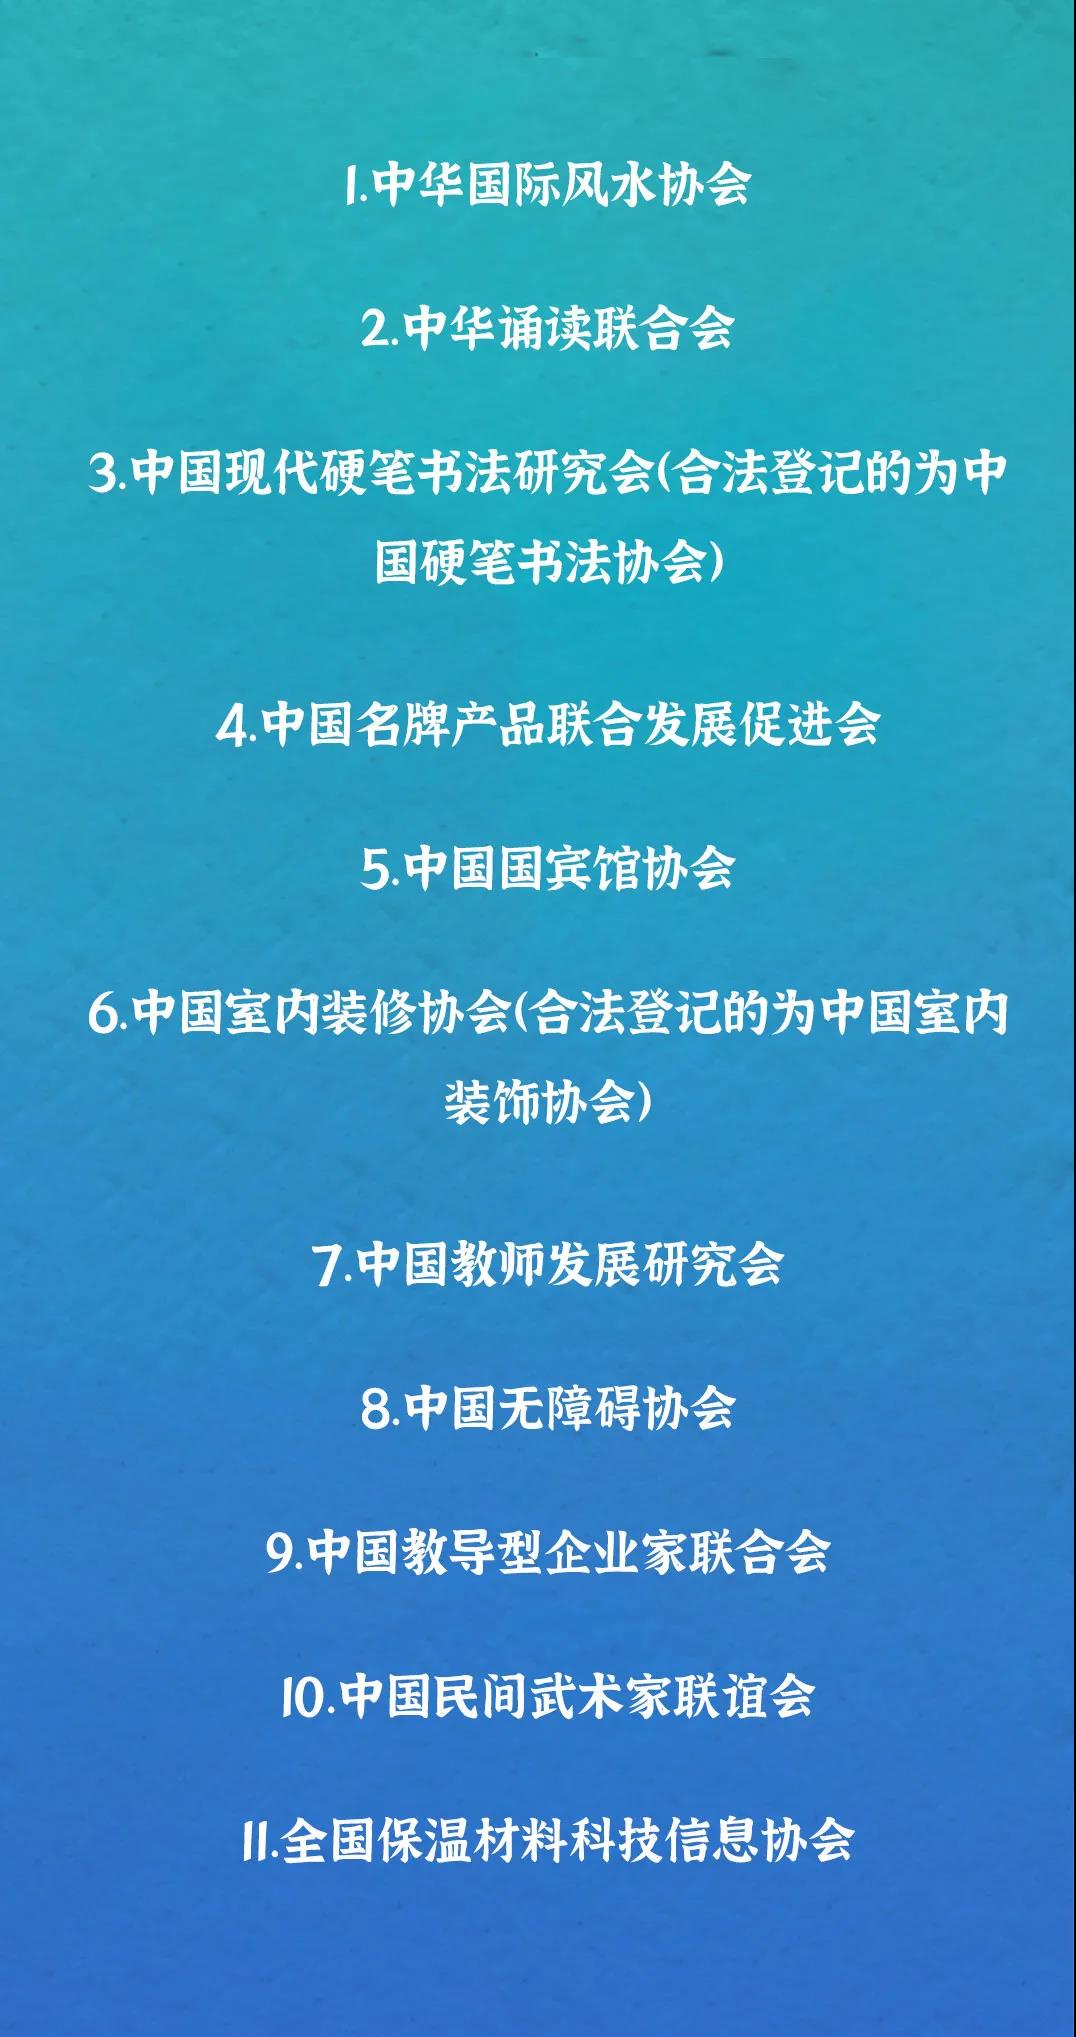 1.中华国际风水协会
2.中华诵读联合会
3.中国现代硬笔书法研究会(合法登记的为中
国硬笔书法协会)
4.中国名牌产品联合发展促进会
5.中国国宾馆协会
6.中国室内装修协会(合法登记的为中国室内
装饰协会)
7.中国教师发展研究会
8.中国无障碍协会
9.中国教导型企业家联合会
10.中国民间武术家联谊会
11.全国保温材料科技信息协会